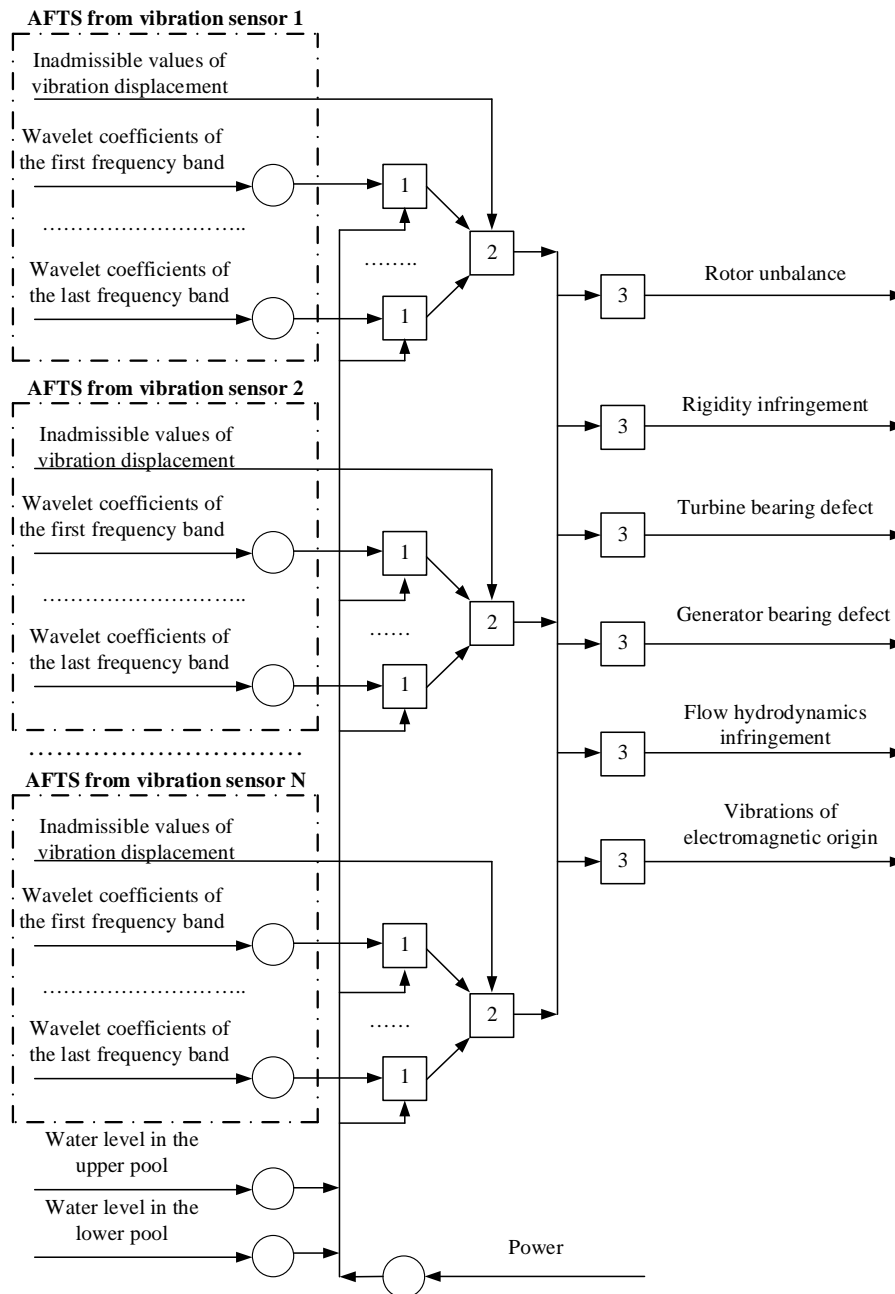 AFTS from vibration sensor 1
Inadmissible values of
vibration displacement
Wavelet coefficients of
the first frequency band
1
…………………………..
2
……..
Wavelet coefficients of
the last frequency band
1
3
Rotor unbalance
AFTS from vibration sensor 2
Rigidity infringement
3
Inadmissible values of
vibration displacement
Wavelet coefficients of
the first frequency band
1
Turbine bearing defect
3
…………………………..
2
……
Generator bearing defect
3
Wavelet coefficients of
the last frequency band
1
Flow hydrodynamics
infringement
3
……………………………
AFTS from vibration sensor N
Inadmissible values of
vibration displacement
Vibrations of
electromagnetic origin
3
Wavelet coefficients of
the first frequency band
1
…………………………..
2
……
Wavelet coefficients of
the last frequency band
1
Water level in the
upper pool
Water level in the
lower pool
Power